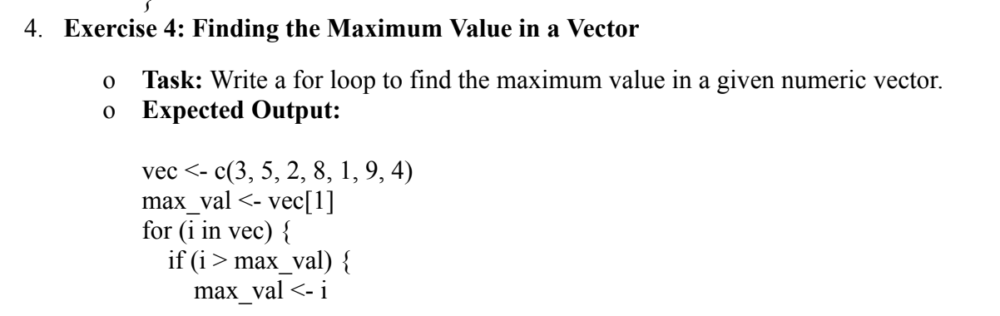 4. Exercise 4: Finding the Maximum Value in a Vector
o Task: Write a for loop to find the maximum value in a given numeric vector.
o Expected Output:
vec <- c(3, 5, 2, 8, 1, 9, 4)
max_val <- vec[1]
for (i in vec) {
if (i > max_val) {
max_val <- i